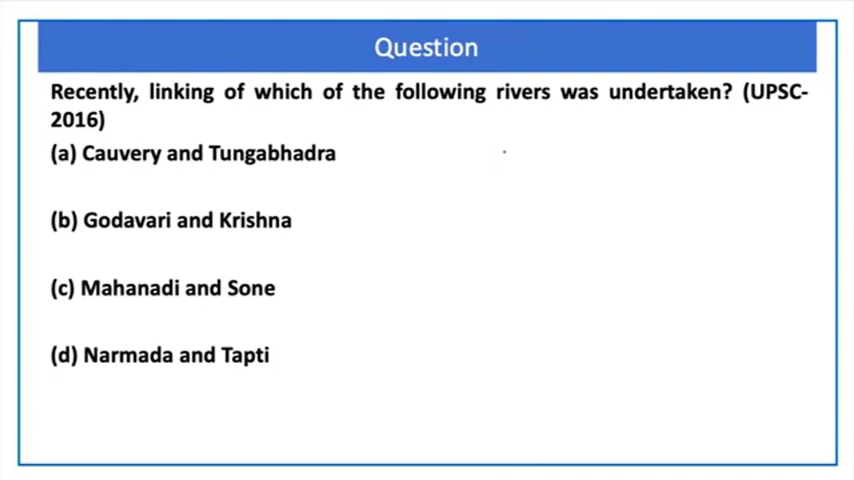 Question
Recently, linking of which of the following rivers was undertaken? (UPSC-
2016)
(a) Cauvery and Tungabhadra
(b) Godavari and Krishna
(c) Mahanadi and Sone
(d) Narmada and Tapti